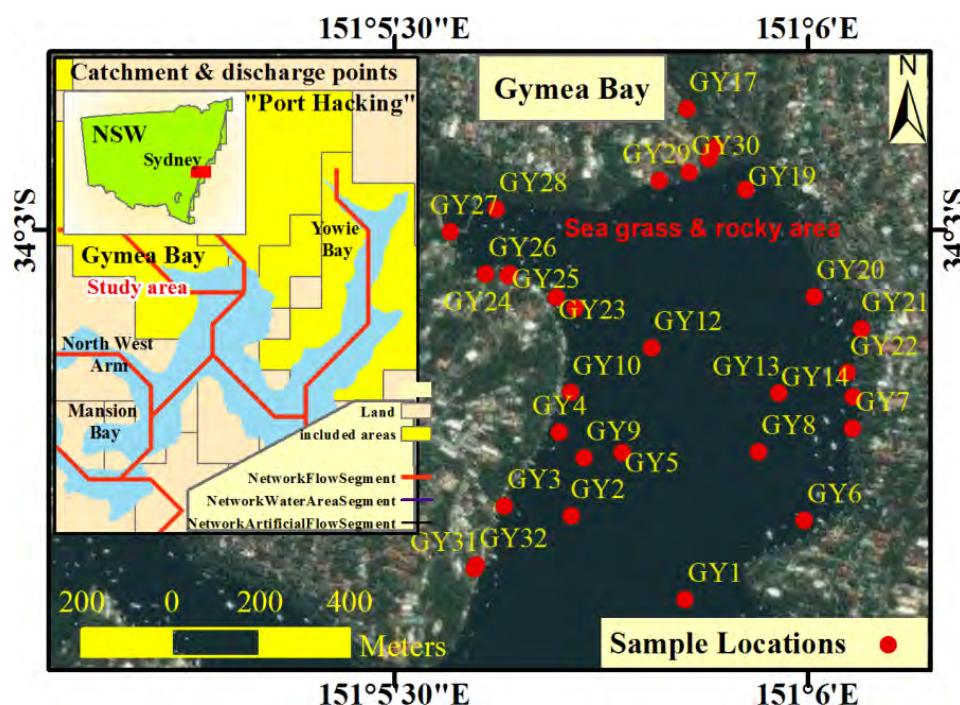 151°5'30"E
151°6'E
34°3'S
34°3'S
Catchment & discharge points
"Port Hacking"
NSW
Sydney
Gymea Bay
Study area
Yowie
Bay
North West
Arm
Mansion
Bay
Land
included areas
NetworkFlowSegment
NetworkWaterAreaSegment
NetworkArtificialFlowSegment
Gymea Bay
N
GY17
GY30
GY29
GY19
GY28
GY27
Sea grass & rocky area
GY26
GY25
GY24
GY23
GY20
GY21
GY12
GY22
GY10
GY13
GY14
GY4
GY7
GY9
GY8
GY5
GY3
GY2
GY6
GY31
GY32
GY1
200
0
200
400
Meters
Sample Locations
151°5'30"E
151°6'E